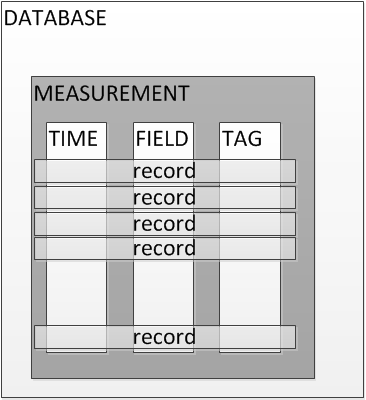 DATABASE
MEASUREMENT
TIME FIELD TAG
record
record
record
record
record